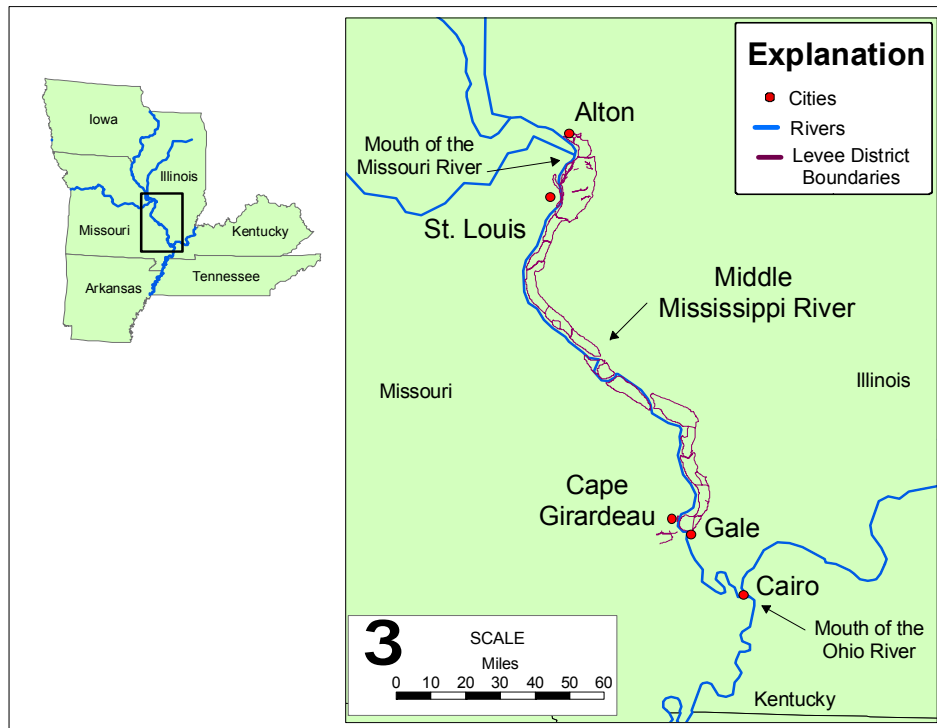 Iowa
Illinois
Missouri
Kentucky
Tennessee
Arkansas
Explanation
Cities
Rivers
Levee District
Boundaries
Alton
Mouth of the
Missouri River
St. Louis
Middle
Mississippi River
Missouri
Illinois
Cape
Girardeau
Gale
Cairo
Mouth of the
Ohio River
Kentucky
3
SCALE
Miles
0 10 20 30 40 50 60